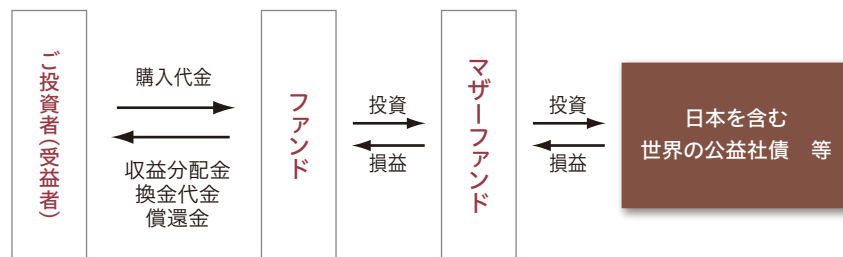 ご投資者(受益者)
購入代金
収益分配金
換金代金
償還金
ファンド
投資
損益
マザーファンド
投資
損益
日本を含む
世界の公益社債　等